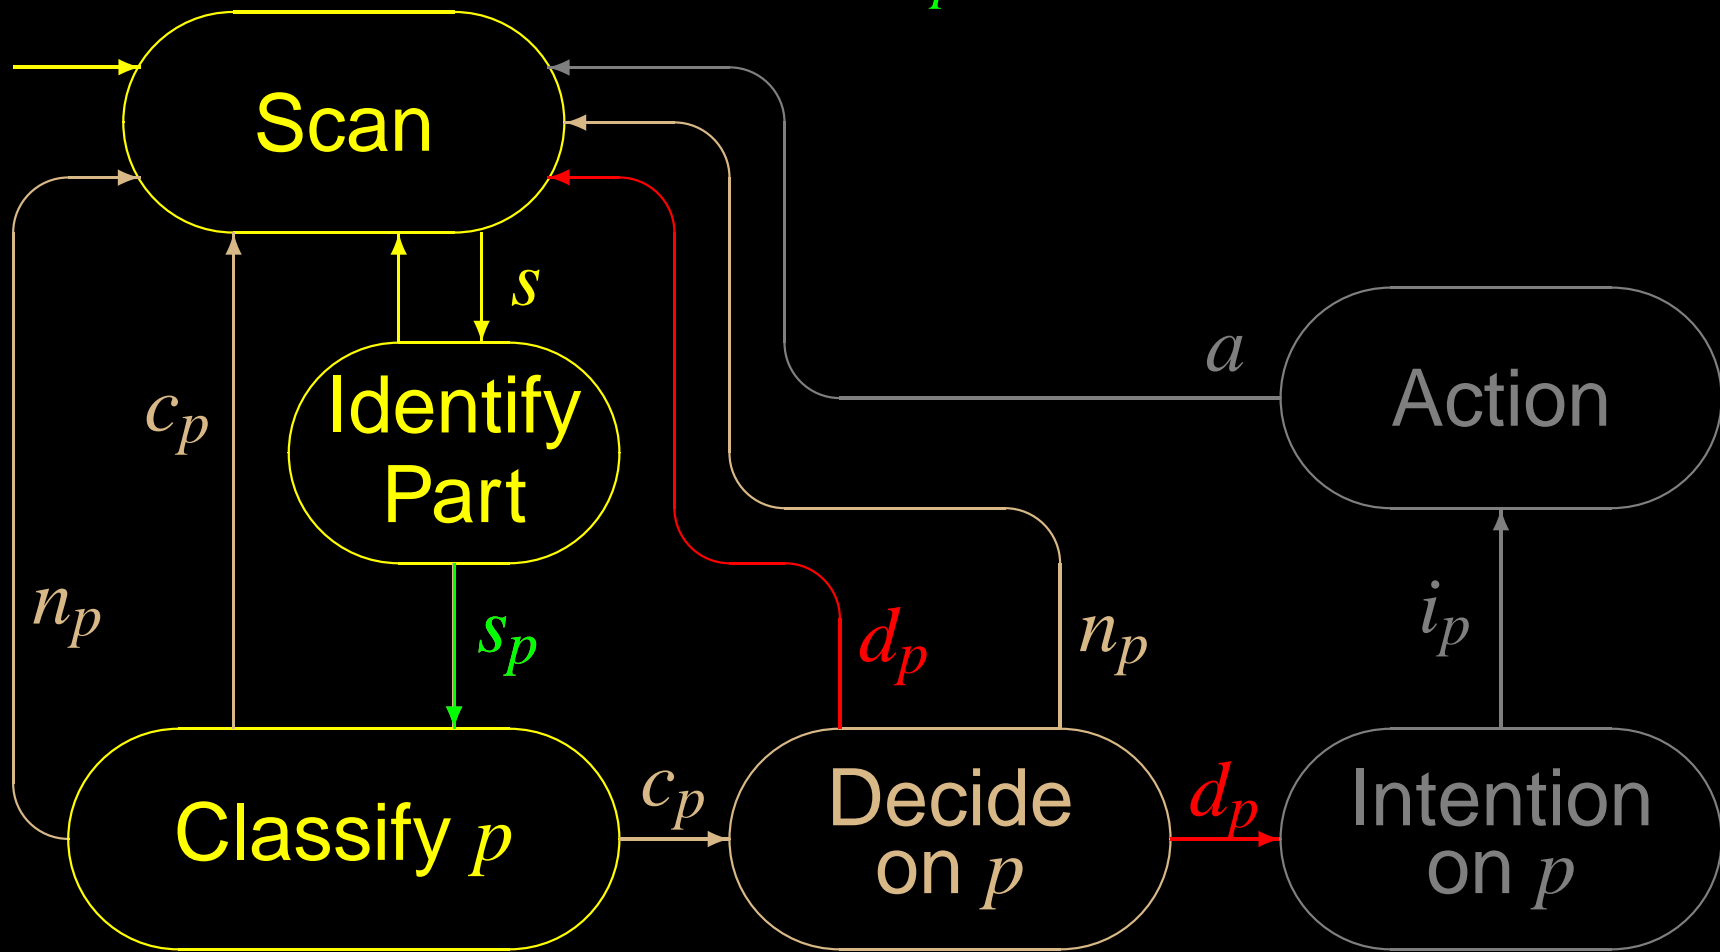 p
Scan
s
a
Action
Identify
Part
c_p
n_p
s_p
d_p
n_p
i_p
Classify p
c_p
Decide
on p
d_p
Intention
on p